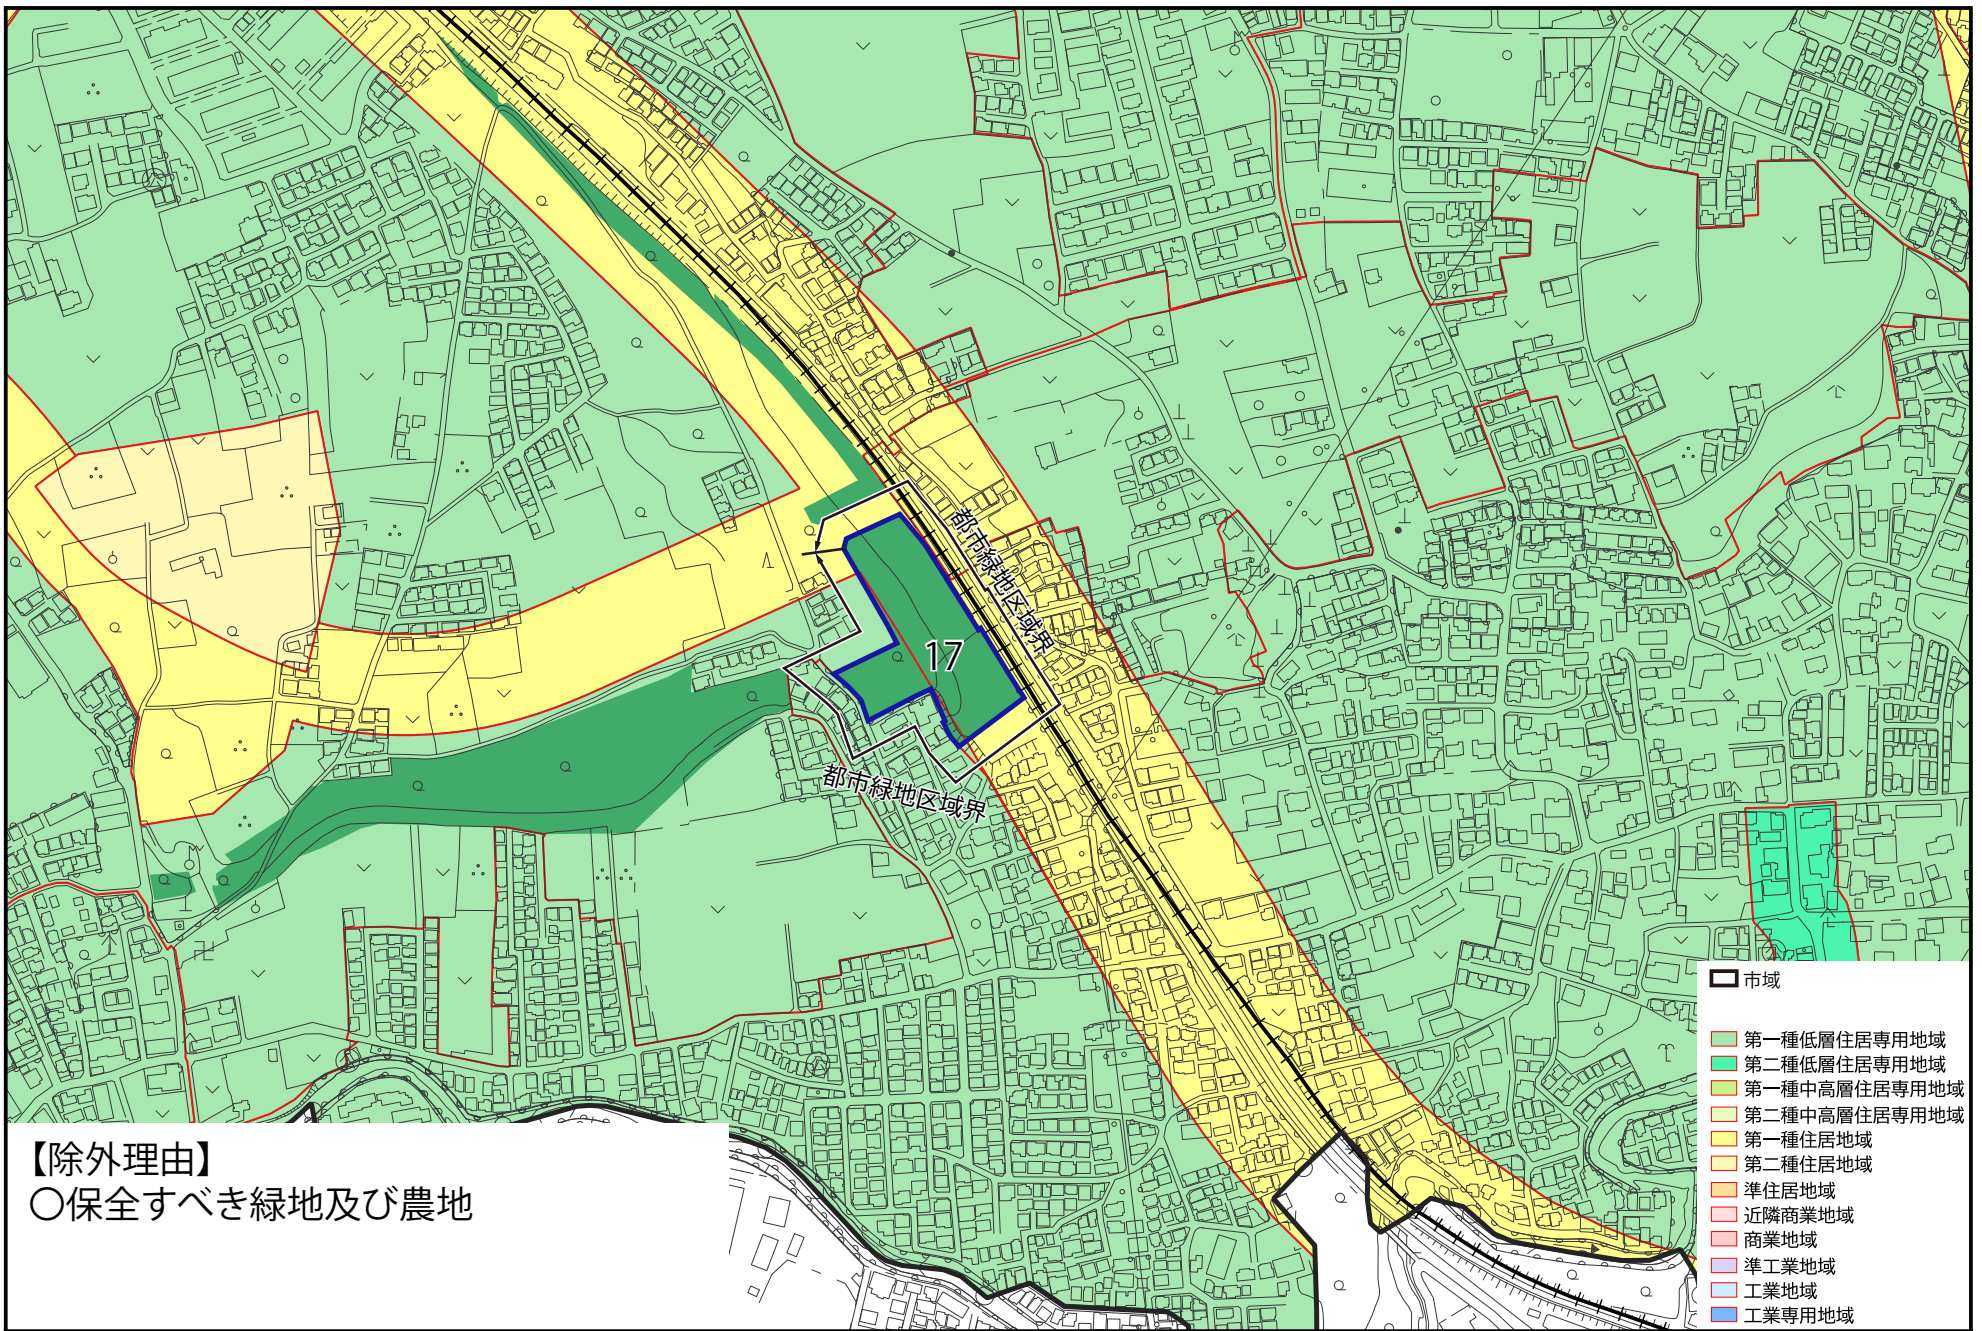 都市緑地区域界
17
都市緑地区域界
【除外理由】
○保全すべき緑地及び農地
市域
第一種低層住居専用地域
第二種低層住居専用地域
第一種中高層住居専用地域
第二種中高層住居専用地域
第一種住居地域
第二種住居地域
準住居地域
近隣商業地域
商業地域
準工業地域
工業地域
工業専用地域